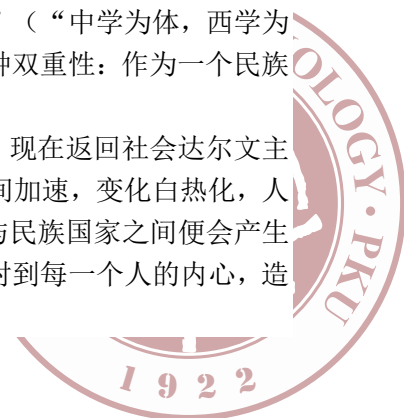 （“中学为体，西学为
种双重性：作为一个民族
现在返回社会达尔文主
间加速，变化白热化，人
与民族国家之间便会产生
射到每一个人的内心，造
OLOGY · PKU
1922